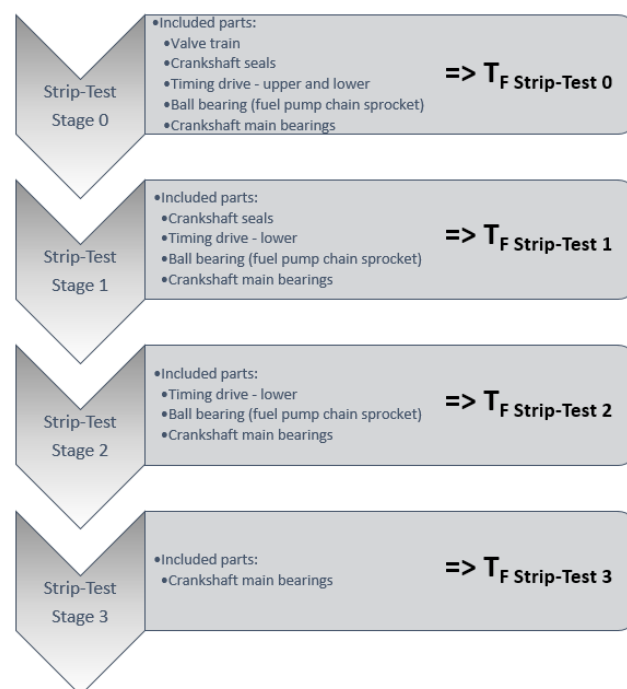 Strip-Test
Stage 0
•Included parts:
•Valve train
•Crankshaft seals
•Timing drive - upper and lower
•Ball bearing (fuel pump chain sprocket)
•Crankshaft main bearings
=> T F Strip-Test 0
Strip-Test
Stage 1
•Included parts:
•Crankshaft seals
•Timing drive - lower
•Ball bearing (fuel pump chain sprocket)
•Crankshaft main bearings
=> T F Strip-Test 1
Strip-Test
Stage 2
•Included parts:
•Timing drive - lower
•Ball bearing (fuel pump chain sprocket)
•Crankshaft main bearings
=> T F Strip-Test 2
Strip-Test
Stage 3
•Included parts:
•Crankshaft main bearings
=> T F Strip-Test 3